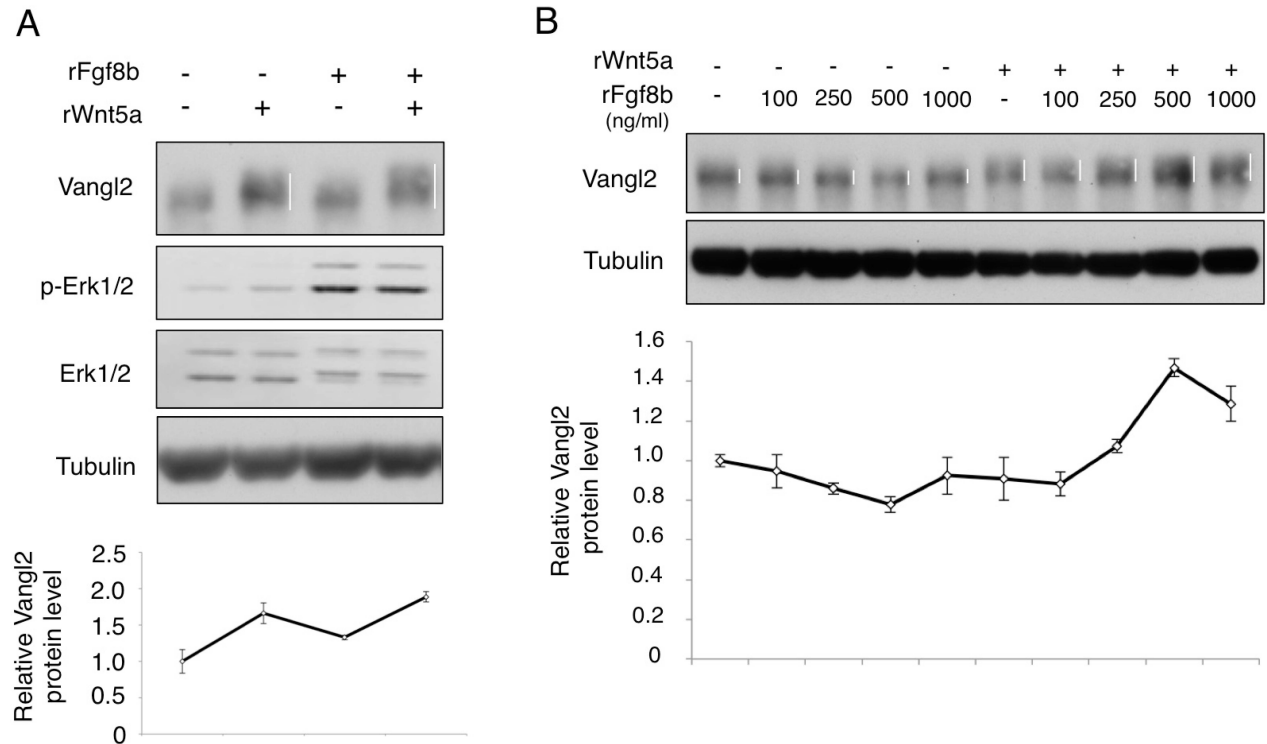 A
rFgf8b - - + +
rWnt5a - + - +
Vangl2
p-Erk1/2
Erk1/2
Tubulin
Relative Vangl2
protein level
2.5
2.0
1.5
1.0
0.5
0
B
rWnt5a - - - - - + + + + +
rFgf8b - 100 250 500 1000 - 100 250 500 1000
(ng/ml)
Vangl2
Tubulin
Relative Vangl2
protein level
1.6
1.4
1.2
1.0
0.8
0.6
0.4
0.2
0